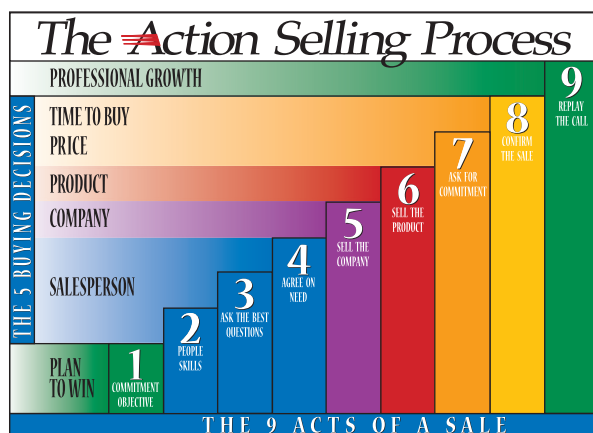 The Action Selling Process
PROFESSIONAL GROWTH
TIME TO BUY
PRICE
PRODUCT
COMPANY
SALESPERSON
PLAN
TO WIN
THE 5 BUYING DECISIONS
1
COMMITMENT
OBJECTIVE
2
PEOPLE
SKILLS
3
ASK THE BEST
QUESTIONS
4
AGREE ON
NEED
5
SELL THE
COMPANY
6
SELL THE
PRODUCT
7
ASK FOR
COMMITMENT
8
CONFIRM
THE SALE
9
REPLAY
THE CALL
THE 9 ACTS OF A SALE